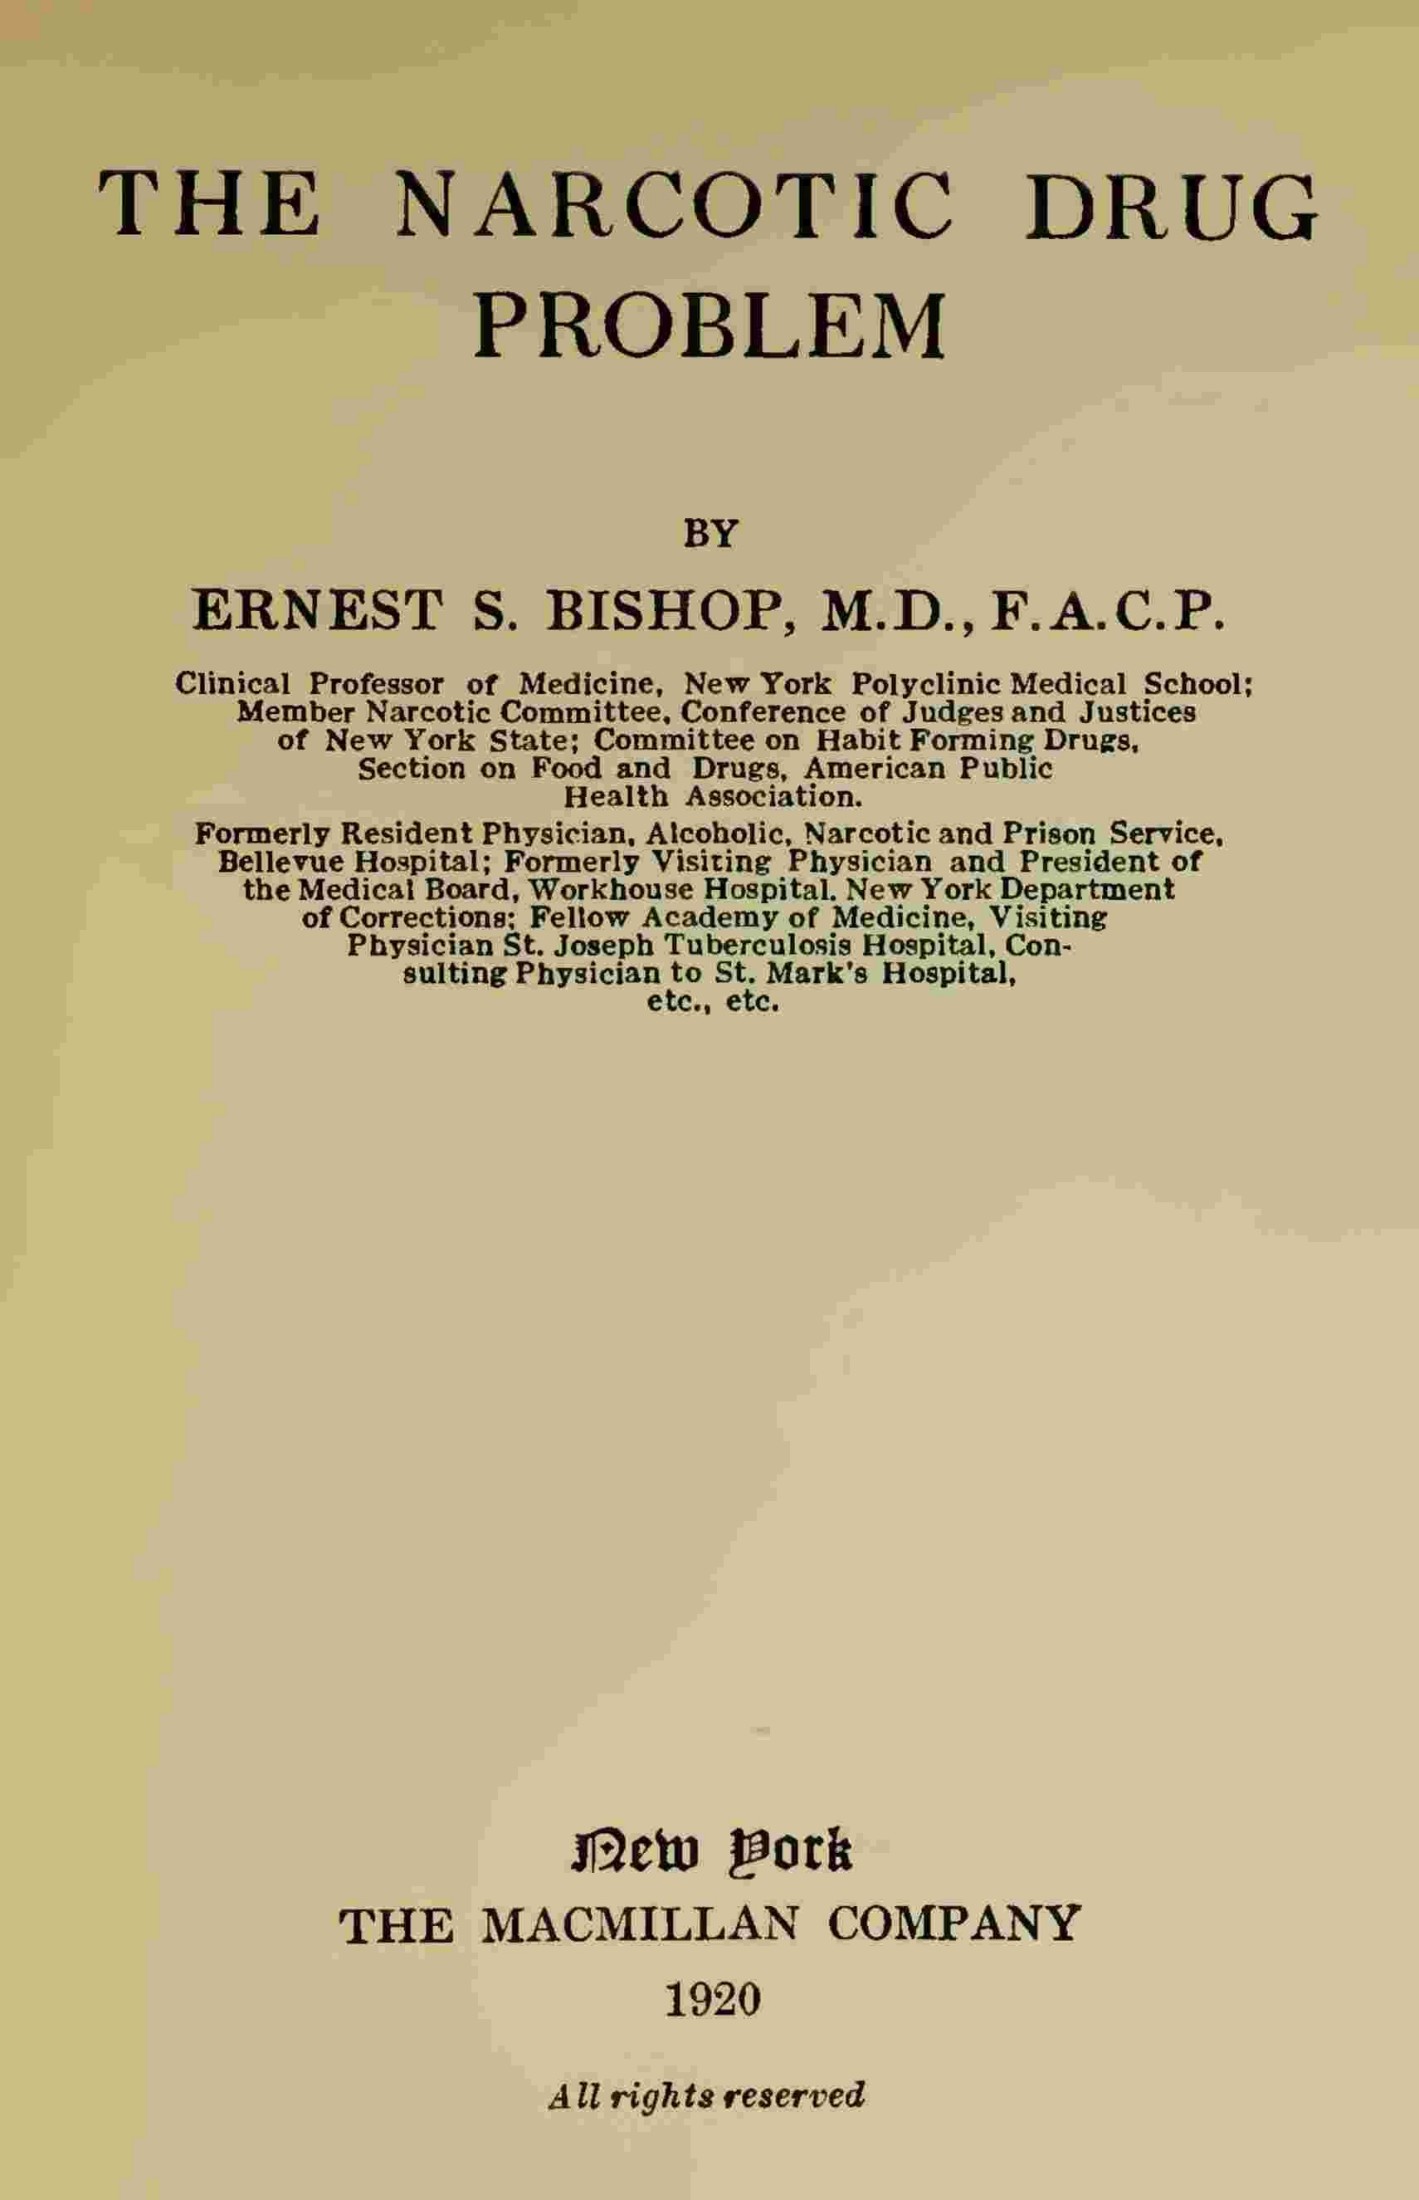 THE NARCOTIC DRUG
PROBLEM
BY
ERNEST S. BISHOP, M.D., F.A.C.P.
Clinical Professor of Medicine, New York Polyclinic Medical School;
Member Narcotic Committee, Conference of Judges and Justices
of New York State; Committee on Habit Forming Drugs,
Section on Food and Drugs, American Public
Health Association.
Formerly Resident Physician, Alcoholic, Narcotic and Prison Service,
Bellevue Hospital; Formerly Visiting Physician and President of
the Medical Board, Workhouse Hospital. New York Department
of Corrections; Fellow Academy of Medicine, Visiting
Physician St. Joseph Tuberculosis Hospital, Con-
sulting Physician to St. Mark's Hospital,
etc., etc.
New York
THE MACMILLAN COMPANY
1920
All rights reserved